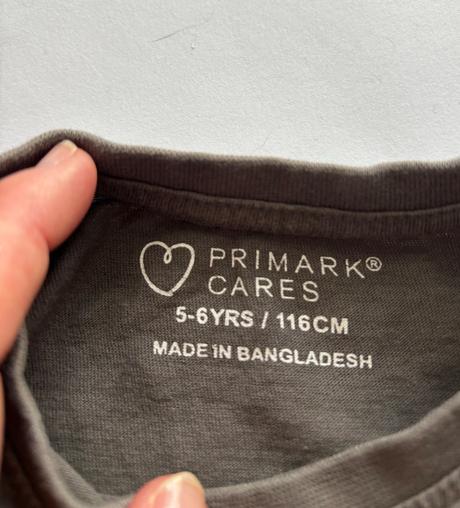 PRIMARK®
CARES
5-6YRS / 116CM
MADE IN BANGLADESH